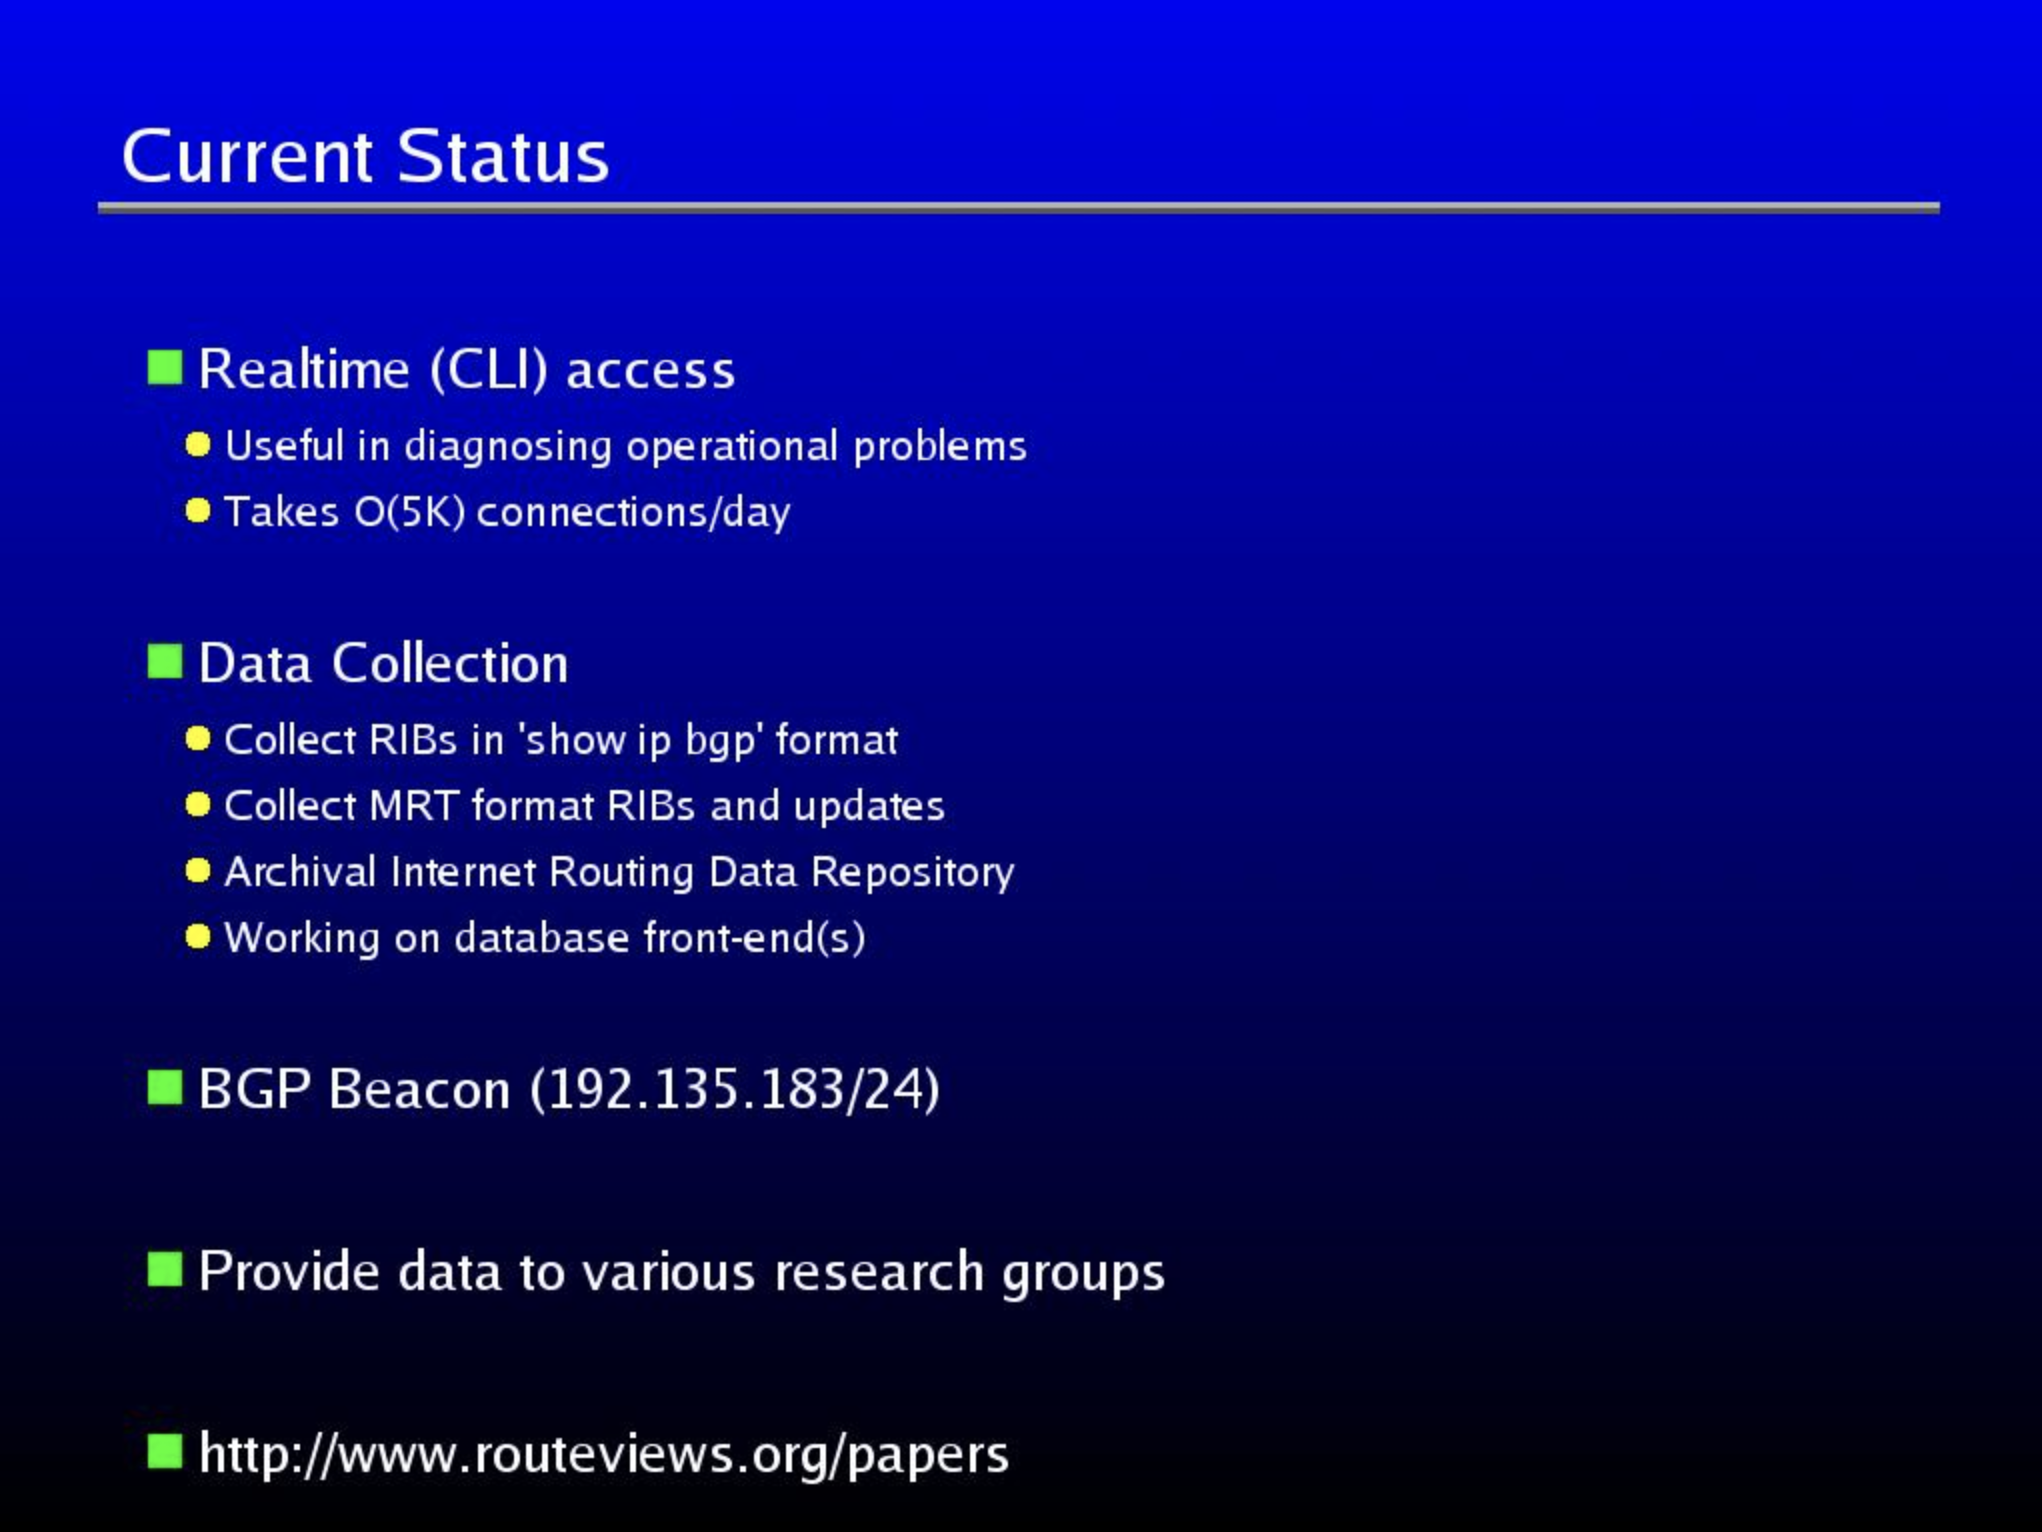 Current Status
Realtime (CLI) access
Useful in diagnosing operational problems
Takes O(5K) connections/day
Data Collection
Collect RIBs in 'show ip bgp' format
Collect MRT format RIBs and updates
Archival Internet Routing Data Repository
Working on database front-end(s)
BGP Beacon (192.135.183/24)
Provide data to various research groups
http://www.routeviews.org/papers